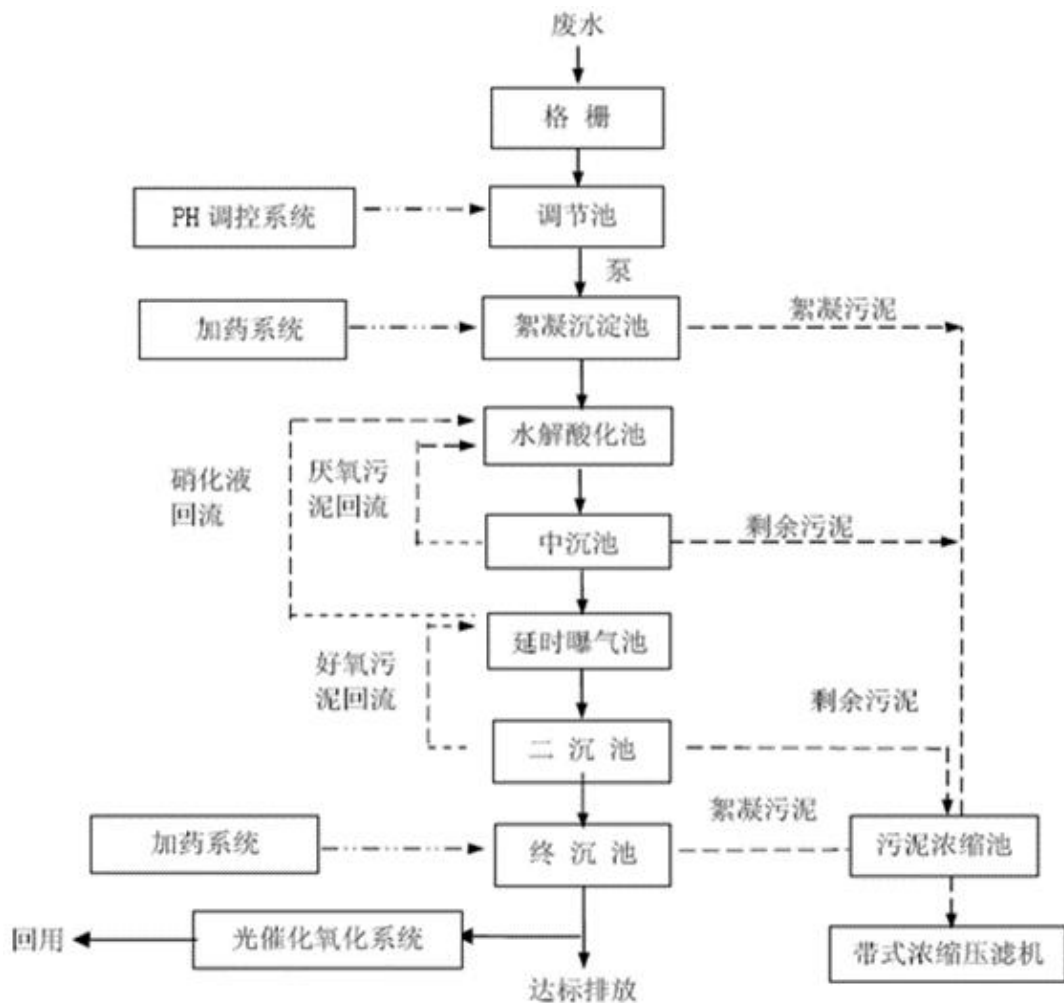 废水
格 栅
PH 调控系统
调节池
泵
加药系统
絮凝沉淀池
絮凝污泥
水解酸化池
硝化液
回流
厌氧污
泥回流
中沉池
剩余污泥
延时曝气池
好氧污
泥回流
剩余污泥
二 沉 池
絮凝污泥
加药系统
终 沉 池
污泥浓缩池
回用
光催化氧化系统
带式浓缩压滤机
达标排放